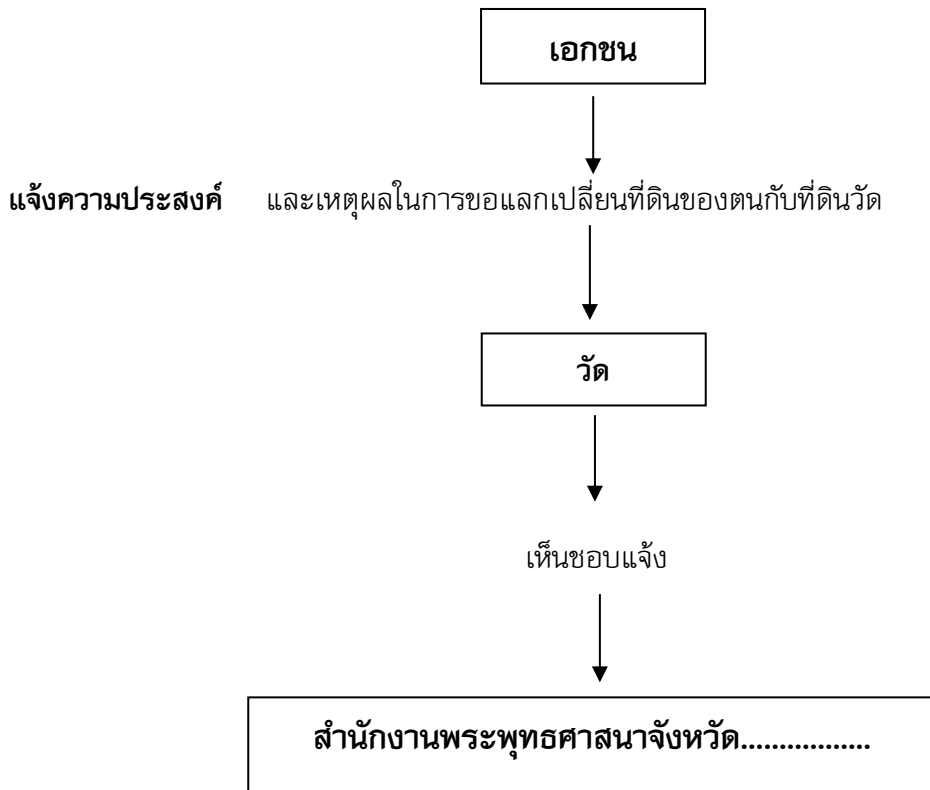 เอกชน
แจ้งความประสงค์ และเหตุผลในการขอแลกเปลี่ยนที่ดินของตนกับที่ดินวัด
วัด
เห็นชอบแจ้ง
สำนักงานพระพุทธศาสนาจังหวัด.................